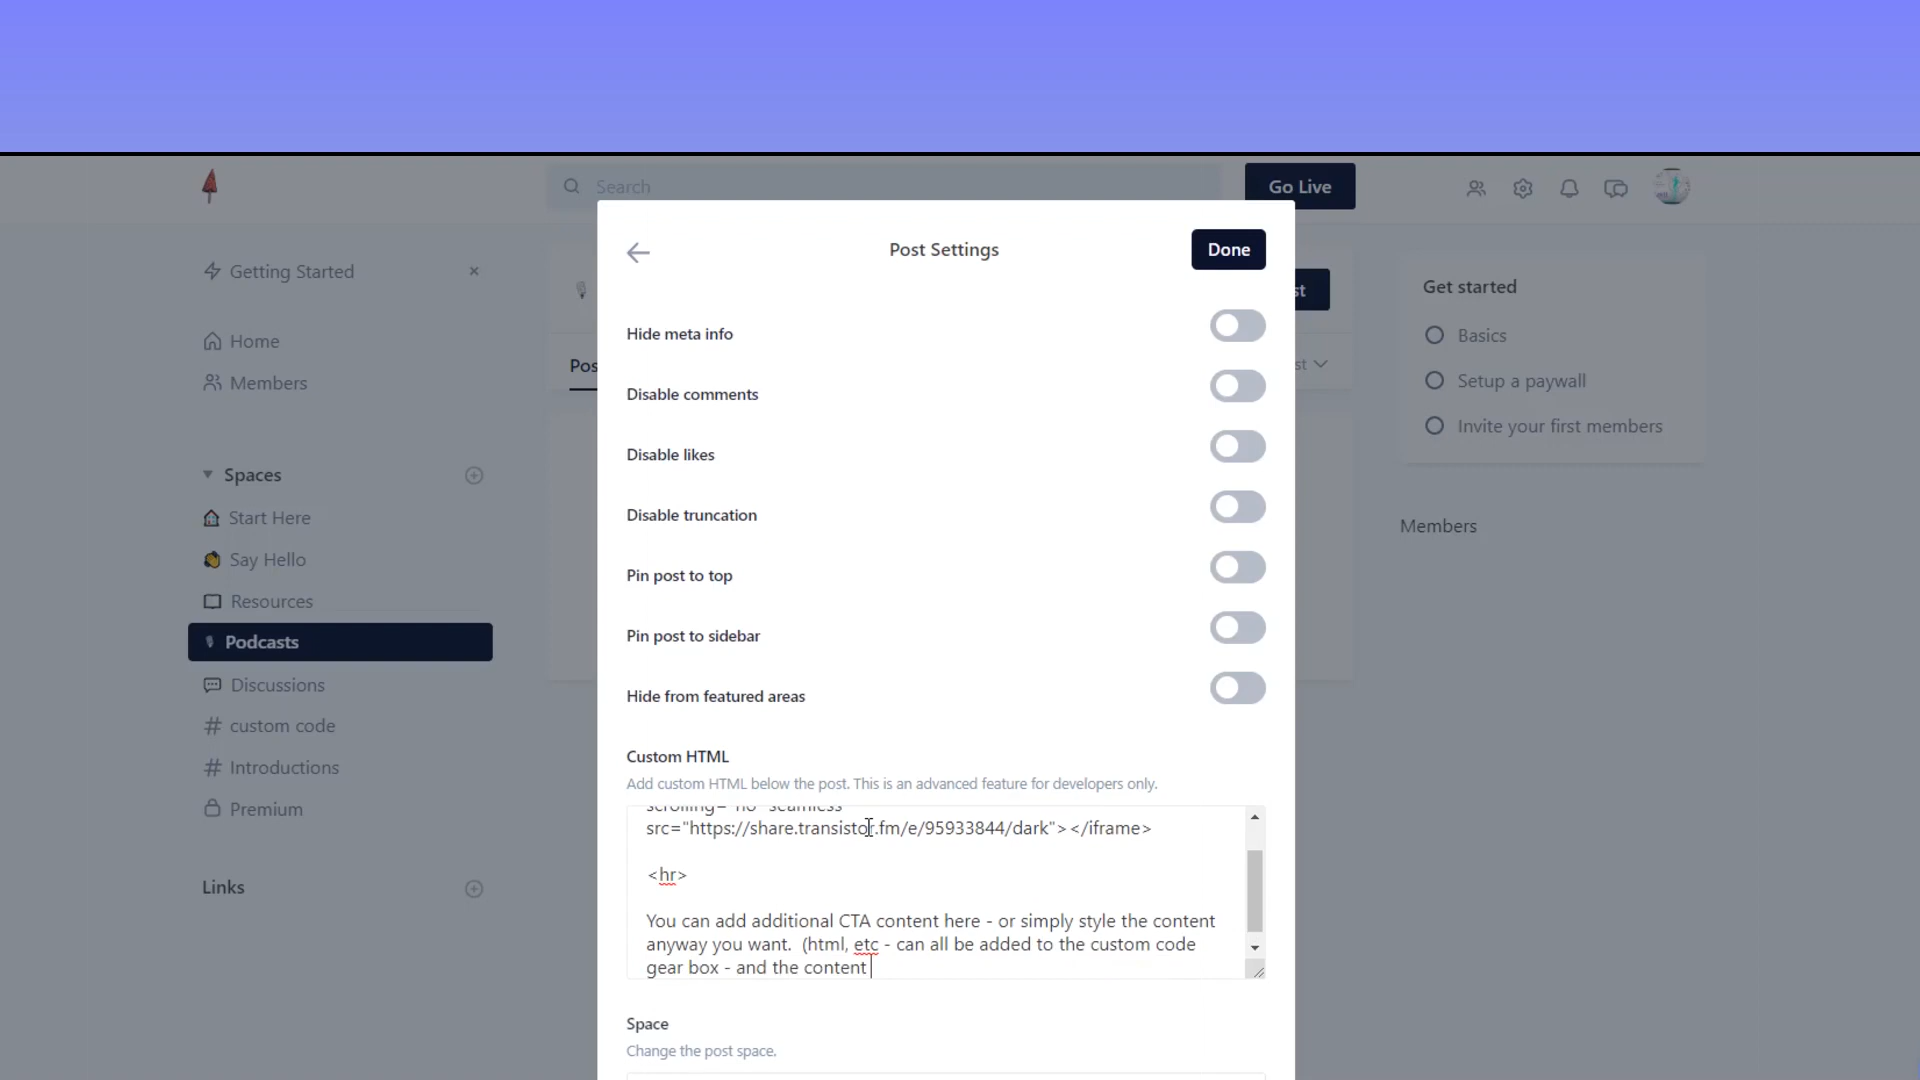 Search
Go Live
Getting Started
Home
Members
Spaces
Start Here
Say Hello
Resources
Podcasts
Discussions
custom code
Introductions
Premium
Links
Pos
st
st
Post Settings
Done
Hide meta info
Disable comments
Disable likes
Disable truncation
Pin post to top
Pin post to sidebar
Hide from featured areas
Custom HTML
Add custom HTML below the post. This is an advanced feature for developers only.
scrolling="no" seamless
src="https://share.transistor.fm/e/95933844/dark"></iframe>
<hr>
You can add additional CTA content here - or simply style the content
anyway you want.  (html, etc - can all be added to the custom code
gear box - and the content
Space
Change the post space.
Get started
Basics
Setup a paywall
Invite your first members
Members